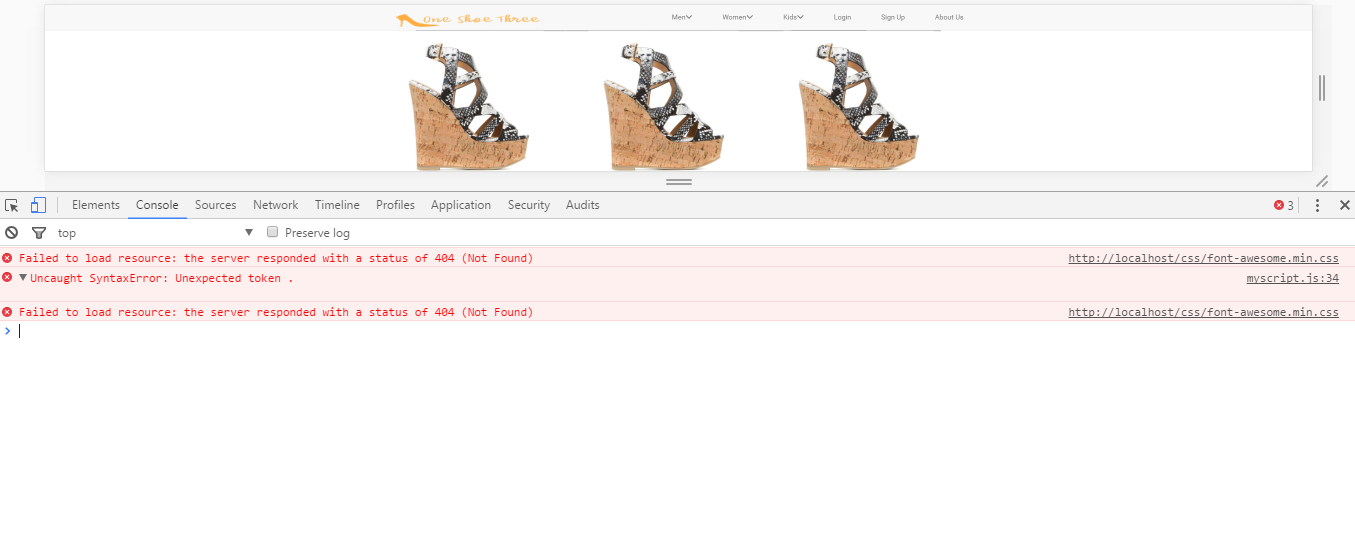 One Shoe Three Men Women Kids Login Sign Up About Us
Elements Console Sources Network Timeline Profiles Application Security Audits 3
top Preserve log
Failed to load resource: the server responded with a status of 404 (Not Found) http://localhost/css/font-awesome.min.css
Uncaught SyntaxError: Unexpected token . myscript.js:34
Failed to load resource: the server responded with a status of 404 (Not Found) http://localhost/css/font-awesome.min.css